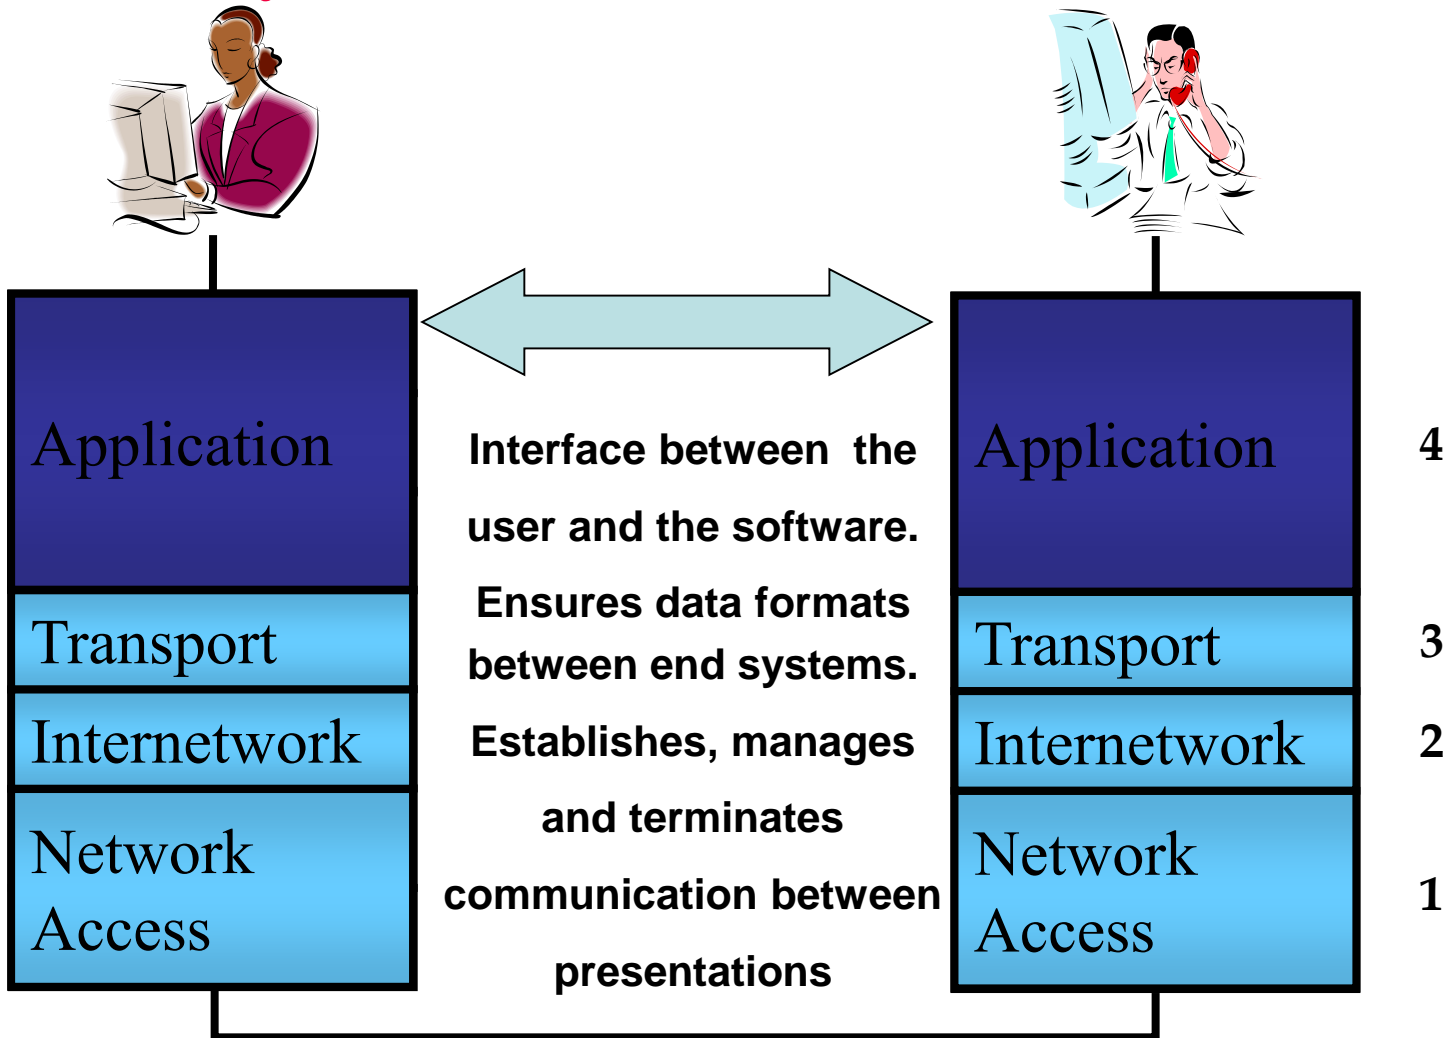 Application
Transport
Internetwork
Network
Access
Interface between the
user and the software.
Ensures data formats
between end systems.
Establishes, manages
and terminates
communication between
presentations
Application
Transport
Internetwork
Network
Access
4
3
2
1